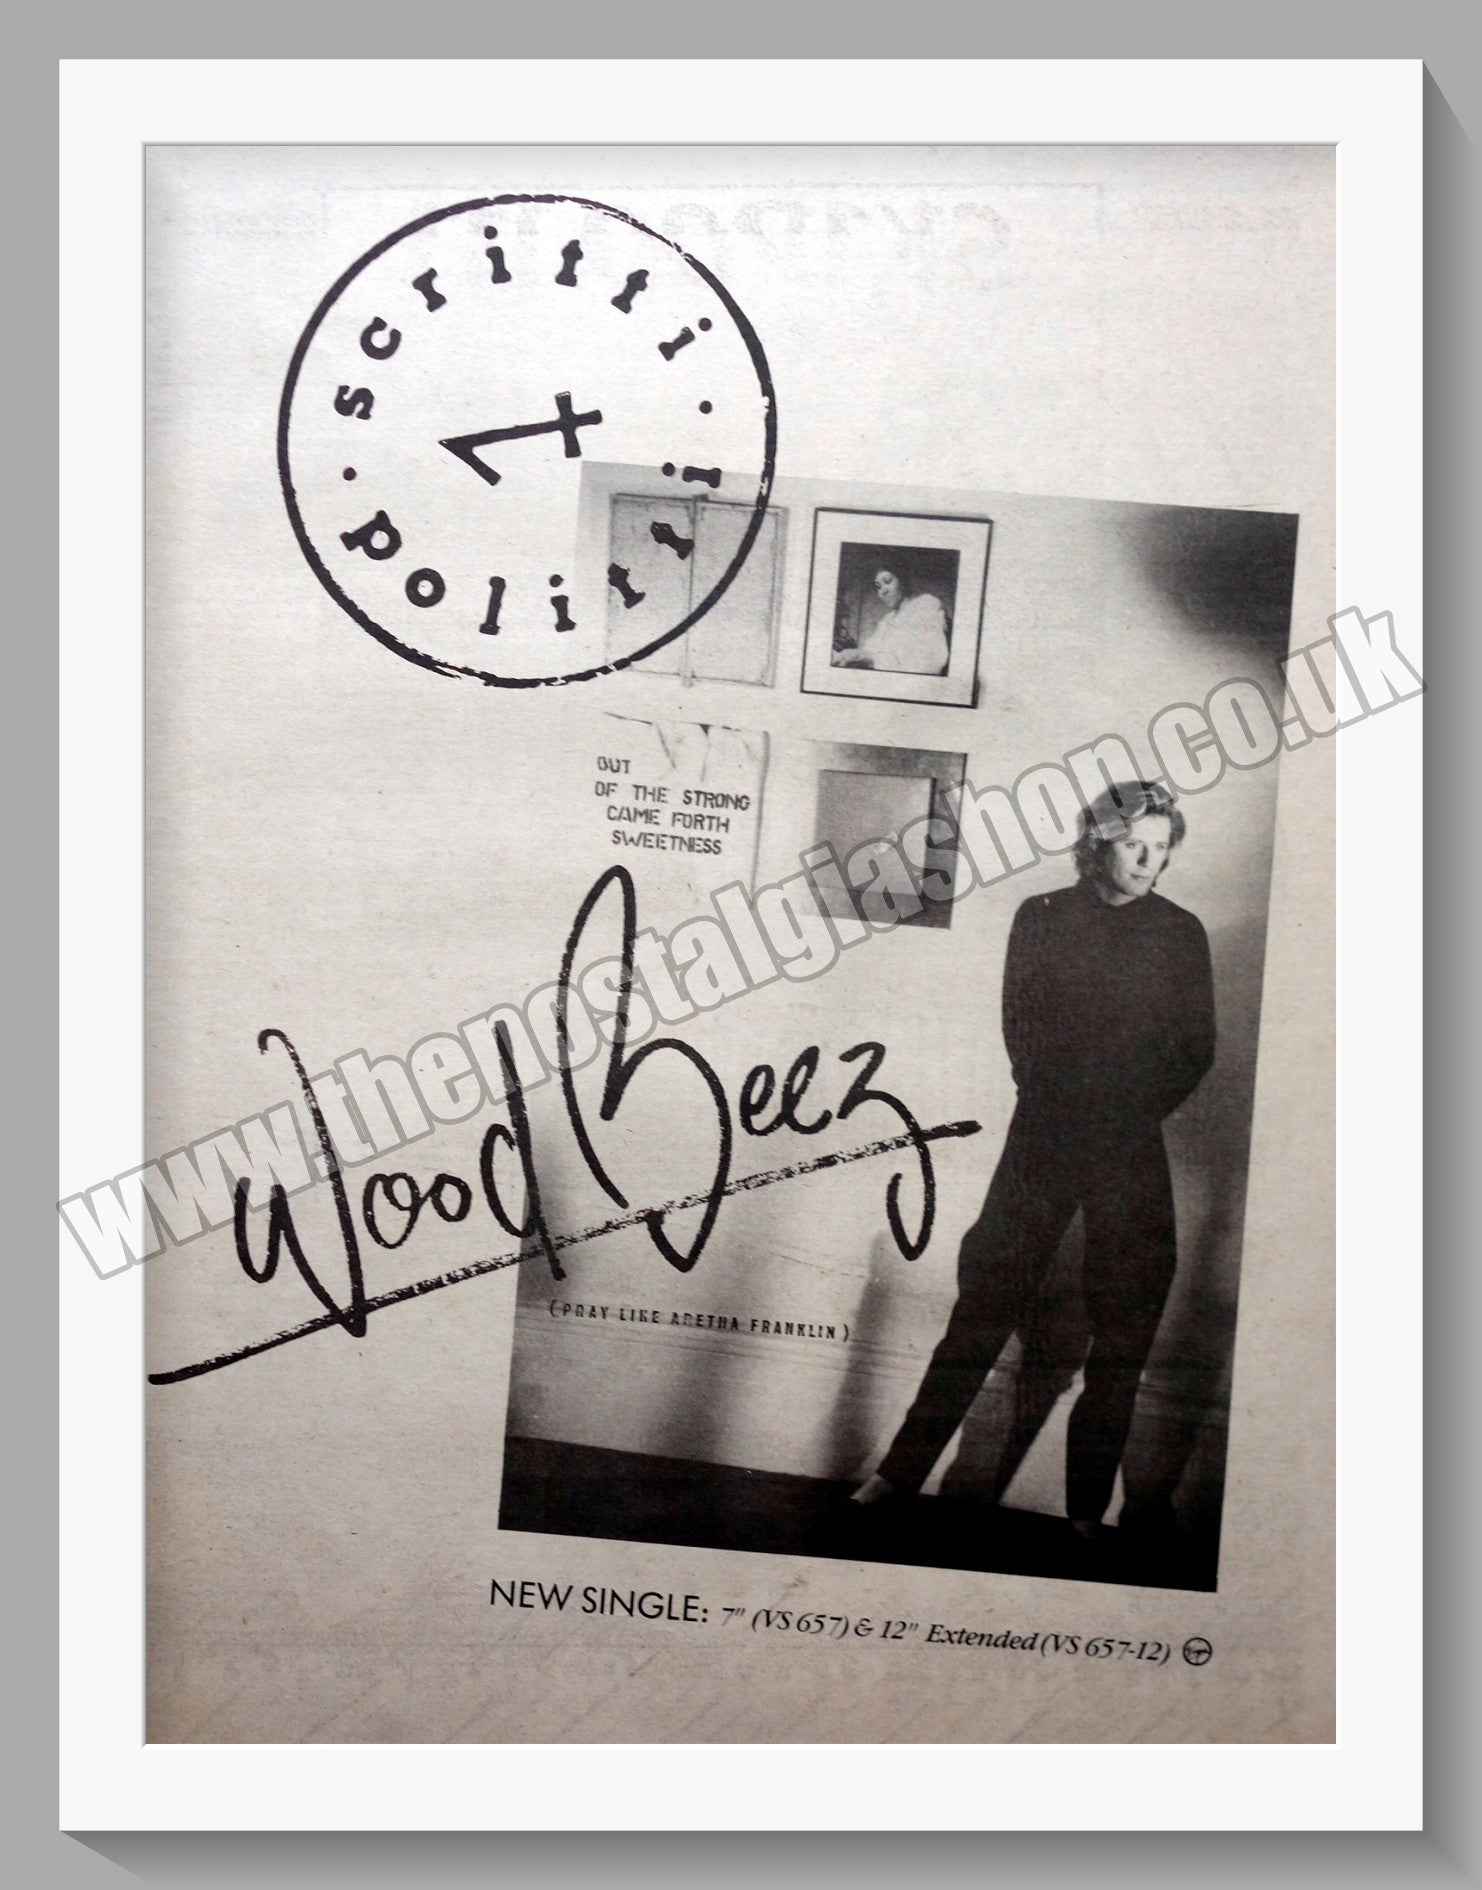 scritti • politti •
OUT
OF THE STRONG
CAME FORTH
SWEETNESS
Wood Beez
(PRAY LIKE ARETHA FRANKLIN)
NEW SINGLE: 7" (VS 657) & 12" Extended (VS 657-12)
www.thenostalgiashop.co.uk